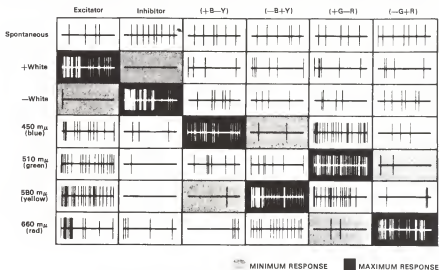 Excitator Inhibitor (+B−Y) (−B+Y) (+G−R) (−G+R)
Spontaneous
+White
−White
450 mμ
(blue)
510 mμ
(green)
580 mμ
(yellow)
660 mμ
(red)
MINIMUM RESPONSE MAXIMUM RESPONSE